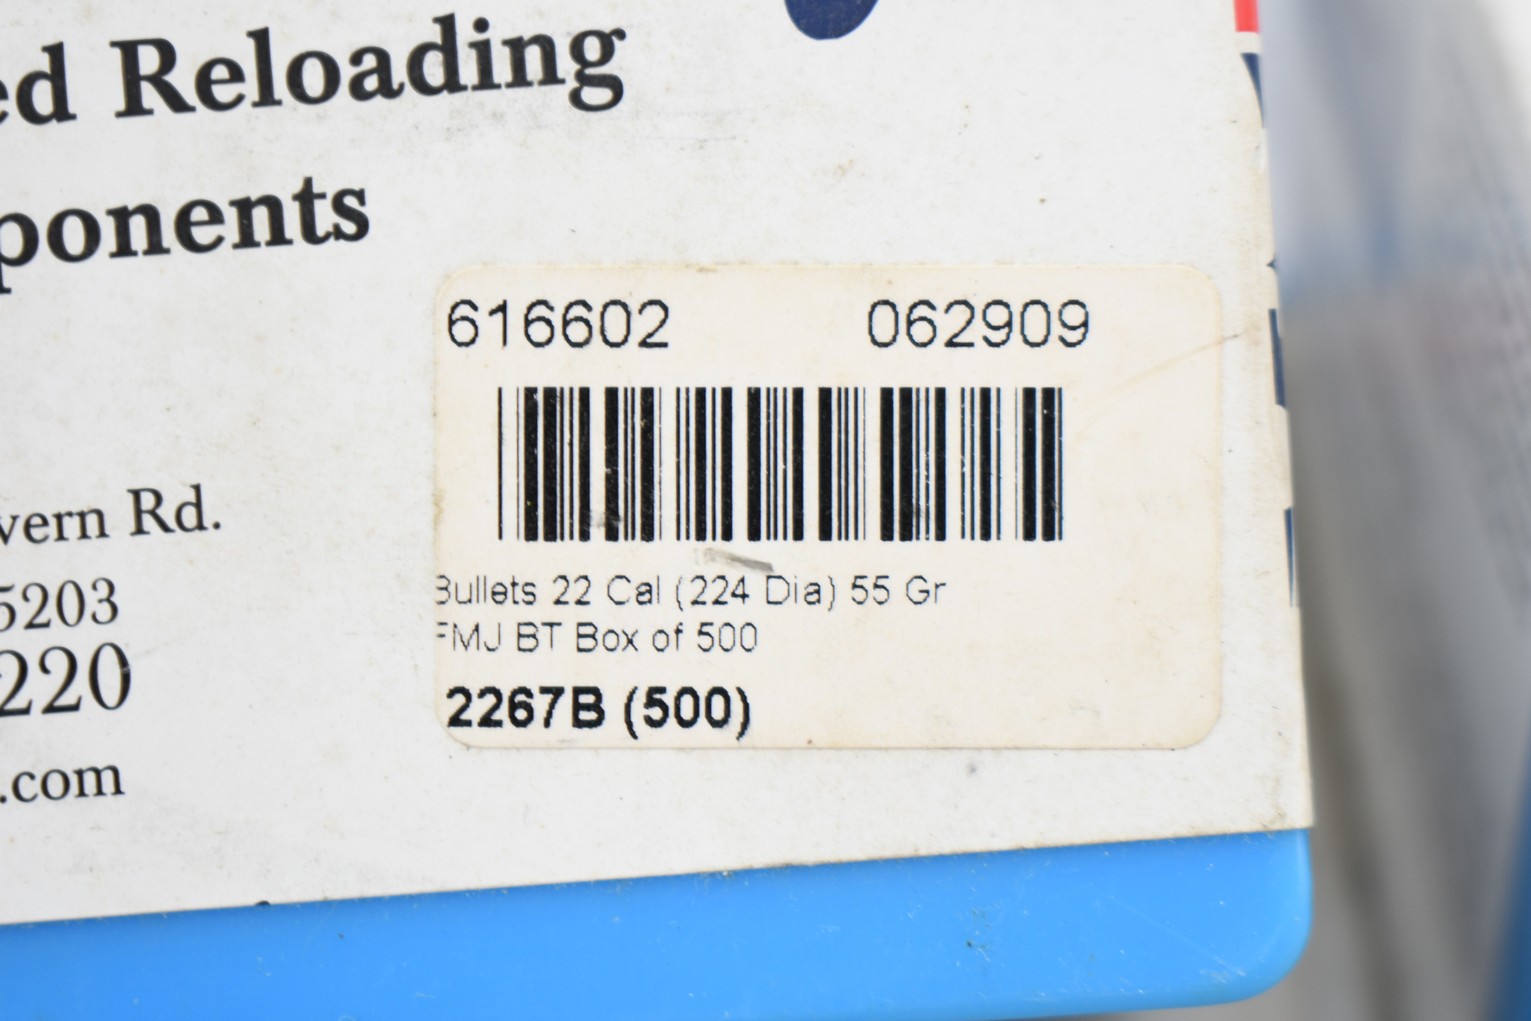 ed Reloading
ponents
616602 062909
Bullets 22 Cal (224 Dia) 55 Gr
FMJ BT Box of 500
2267B (500)
vern Rd.
5203
220
.com